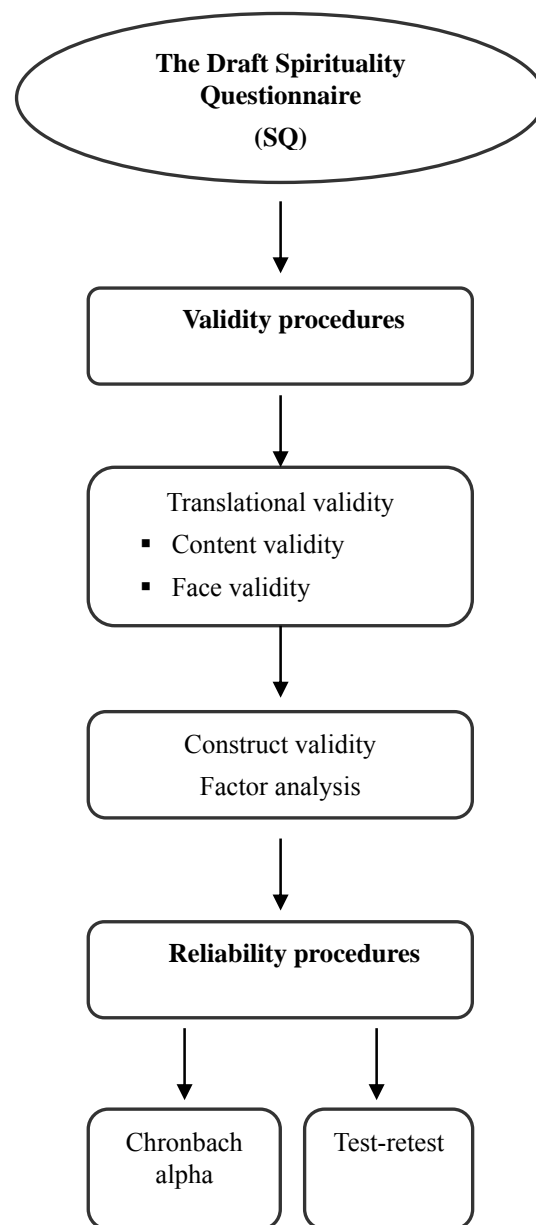 The Draft Spirituality
Questionnaire
(SQ)
Validity procedures
Translational validity
▪ Content validity
▪ Face validity
Construct validity
Factor analysis
Reliability procedures
Chronbach
alpha
Test-retest